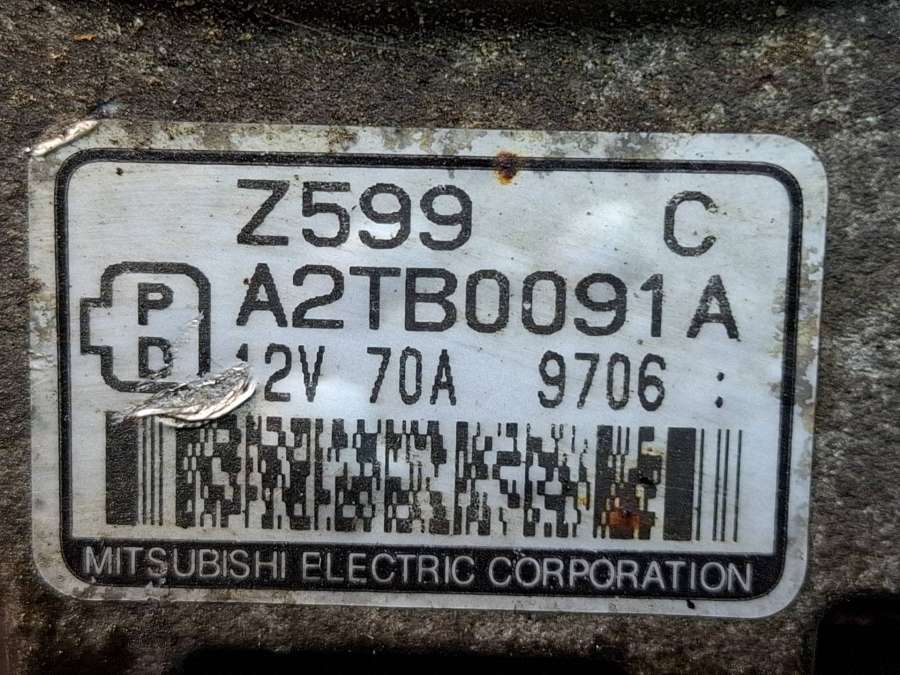 Z599 C
A2TB0091A
P
D
12V 70A 9706 :
MITSUBISHI ELECTRIC CORPORATION